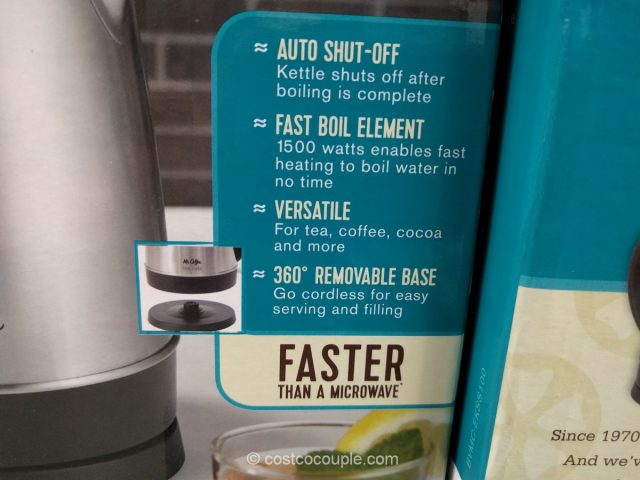 ≈ AUTO SHUT-OFF
Kettle shuts off after
boiling is complete
≈ FAST BOIL ELEMENT
1500 watts enables fast
heating to boil water in
no time
≈ VERSATILE
For tea, coffee, cocoa
and more
≈ 360° REMOVABLE BASE
Go cordless for easy
serving and filling
Mr. Coffee
FASTER
THAN A MICROWAVE*
BVMC-EKSS100
Since 1970
And we'v
© costcocouple.com